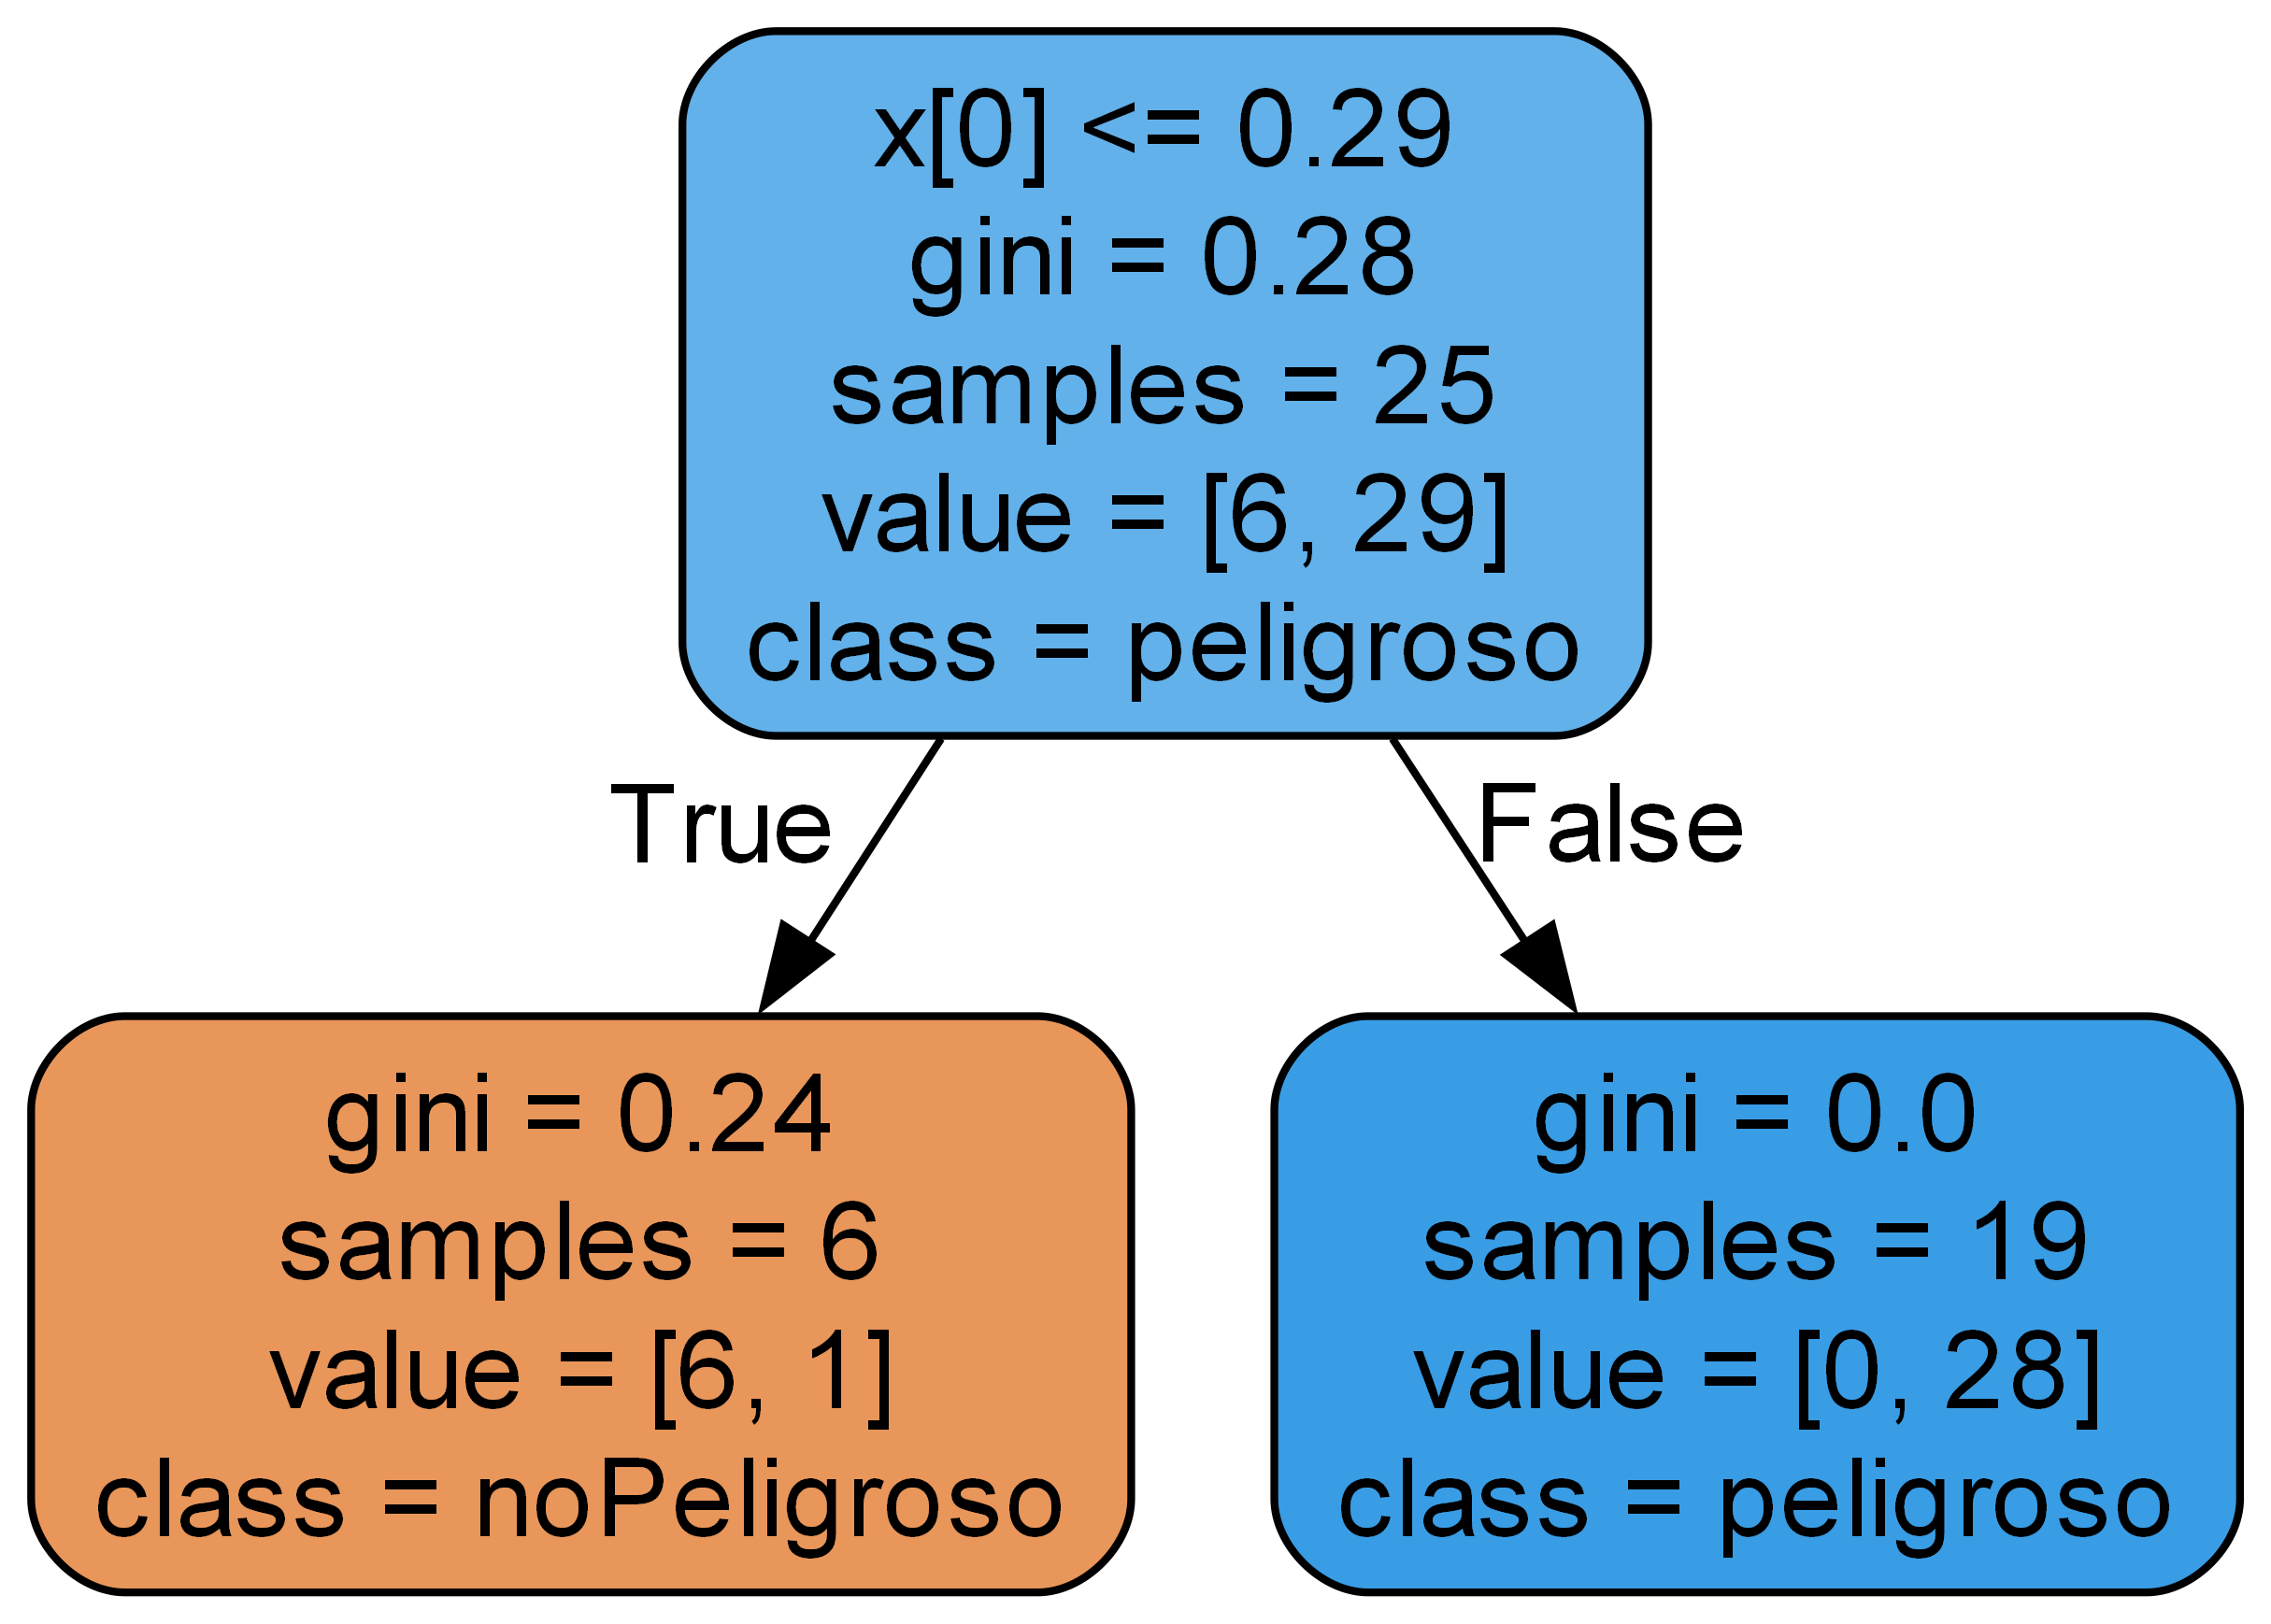 x[0] <= 0.29
gini = 0.28
samples = 25
value = [6, 29]
class = peligroso
True
False
gini = 0.24
samples = 6
value = [6, 1]
class = noPeligroso
gini = 0.0
samples = 19
value = [0, 28]
class = peligroso